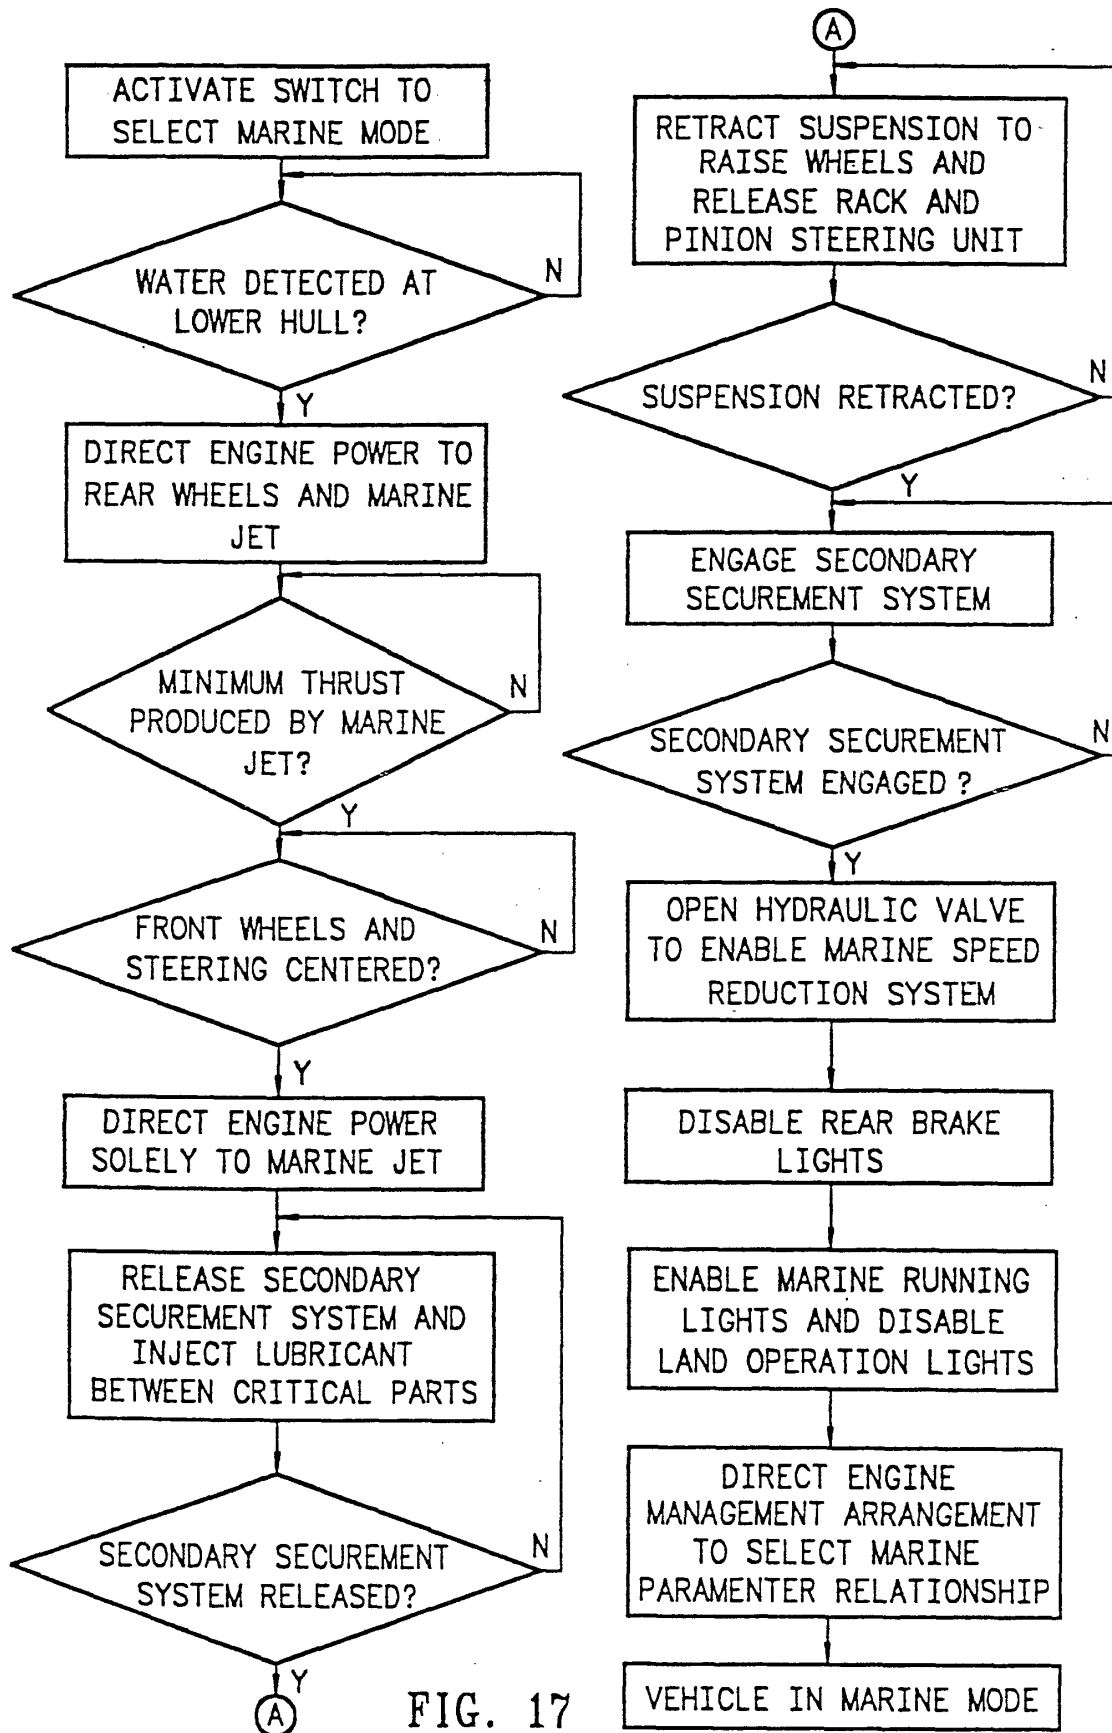 ACTIVATE SWITCH TO
SELECT MARINE MODE
WATER DETECTED AT
LOWER HULL?
N
Y
DIRECT ENGINE POWER TO
REAR WHEELS AND MARINE
JET
MINIMUM THRUST
PRODUCED BY MARINE
JET?
N
Y
FRONT WHEELS AND
STEERING CENTERED?
N
Y
DIRECT ENGINE POWER
SOLELY TO MARINE JET
RELEASE SECONDARY
SECUREMENT SYSTEM AND
INJECT LUBRICANT
BETWEEN CRITICAL PARTS
SECONDARY SECUREMENT
SYSTEM RELEASED?
N
Y
A
A
RETRACT SUSPENSION TO
RAISE WHEELS AND
RELEASE RACK AND
PINION STEERING UNIT
SUSPENSION RETRACTED?
N
Y
ENGAGE SECONDARY
SECUREMENT SYSTEM
SECONDARY SECUREMENT
SYSTEM ENGAGED ?
N
Y
OPEN HYDRAULIC VALVE
TO ENABLE MARINE SPEED
REDUCTION SYSTEM
DISABLE REAR BRAKE
LIGHTS
ENABLE MARINE RUNNING
LIGHTS AND DISABLE
LAND OPERATION LIGHTS
DIRECT ENGINE
MANAGEMENT ARRANGEMENT
TO SELECT MARINE
PARAMENTER RELATIONSHIP
VEHICLE IN MARINE MODE
FIG. 17